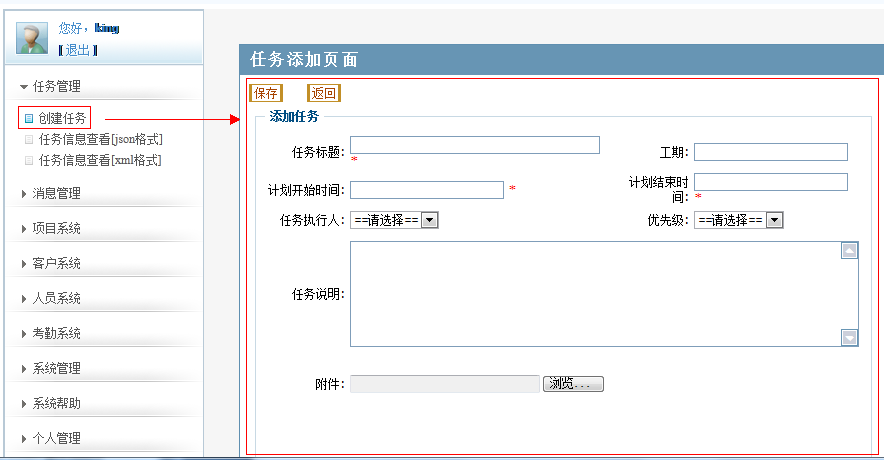 您好，king
【 退出 】
任务管理
创建任务
任务信息查看[json格式]
任务信息查看[xml格式]
消息管理
项目系统
客户系统
人员系统
考勤系统
系统管理
系统帮助
个人管理
任务添加页面
保存 返回
添加任务
任务标题: * 工期:
计划开始时间: * 计划结束时
间: *
任务执行人: ==请选择== 优先级: ==请选择==
任务说明:
附件: 浏览...